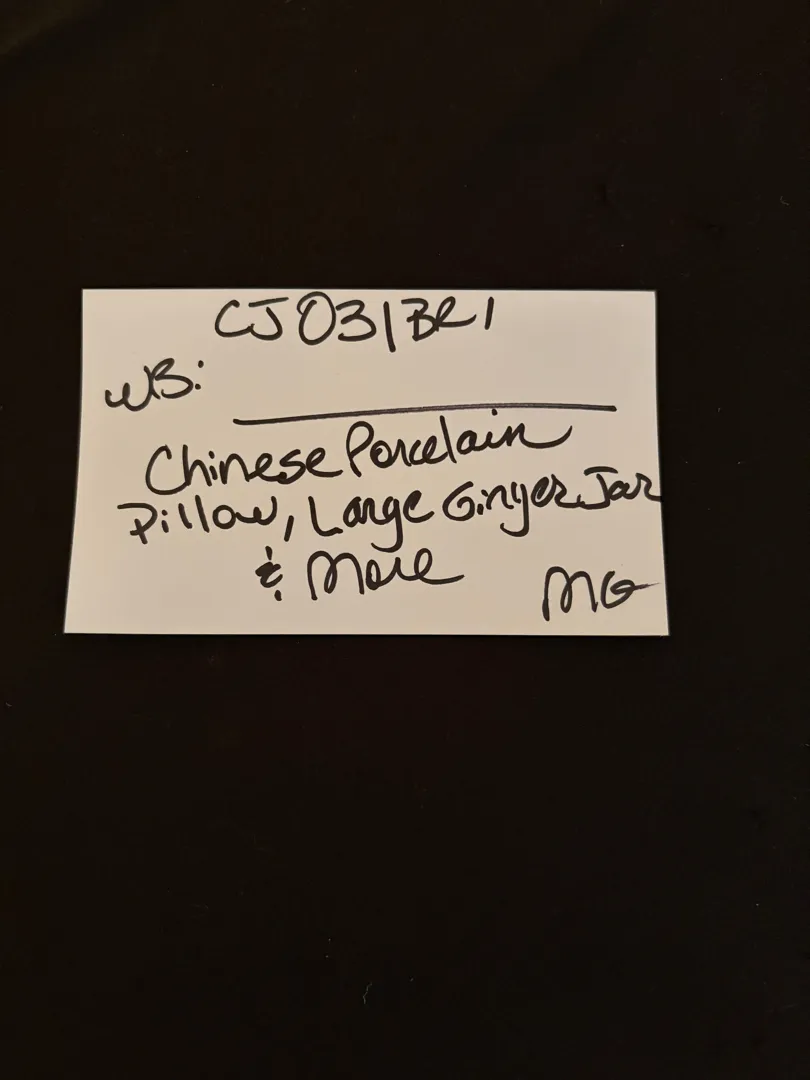 CJ031BR1
WB:
Chinese Porcelain
Pillow, Large Ginger Jar
& More
MG